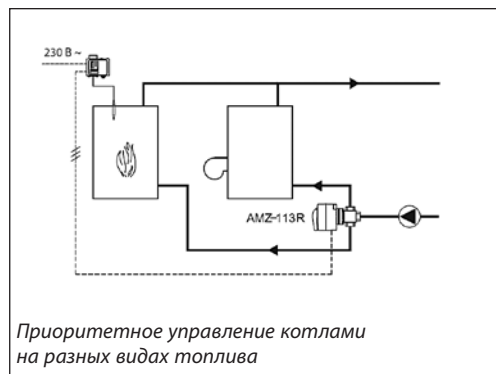 230 В ~
AMZ-113R
Приоритетное управление котлами
на разных видах топлива